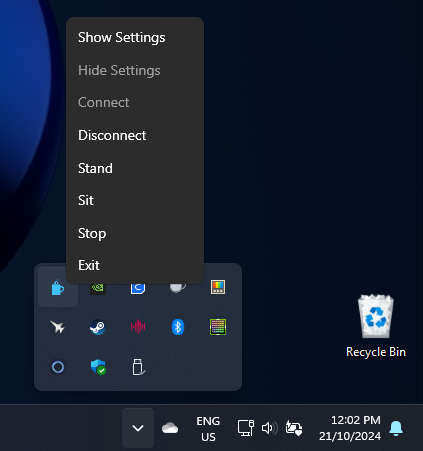 Show Settings
Hide Settings
Connect
Disconnect
Stand
Sit
Stop
Exit
Recycle Bin
ENG
US
12:02 PM
21/10/2024